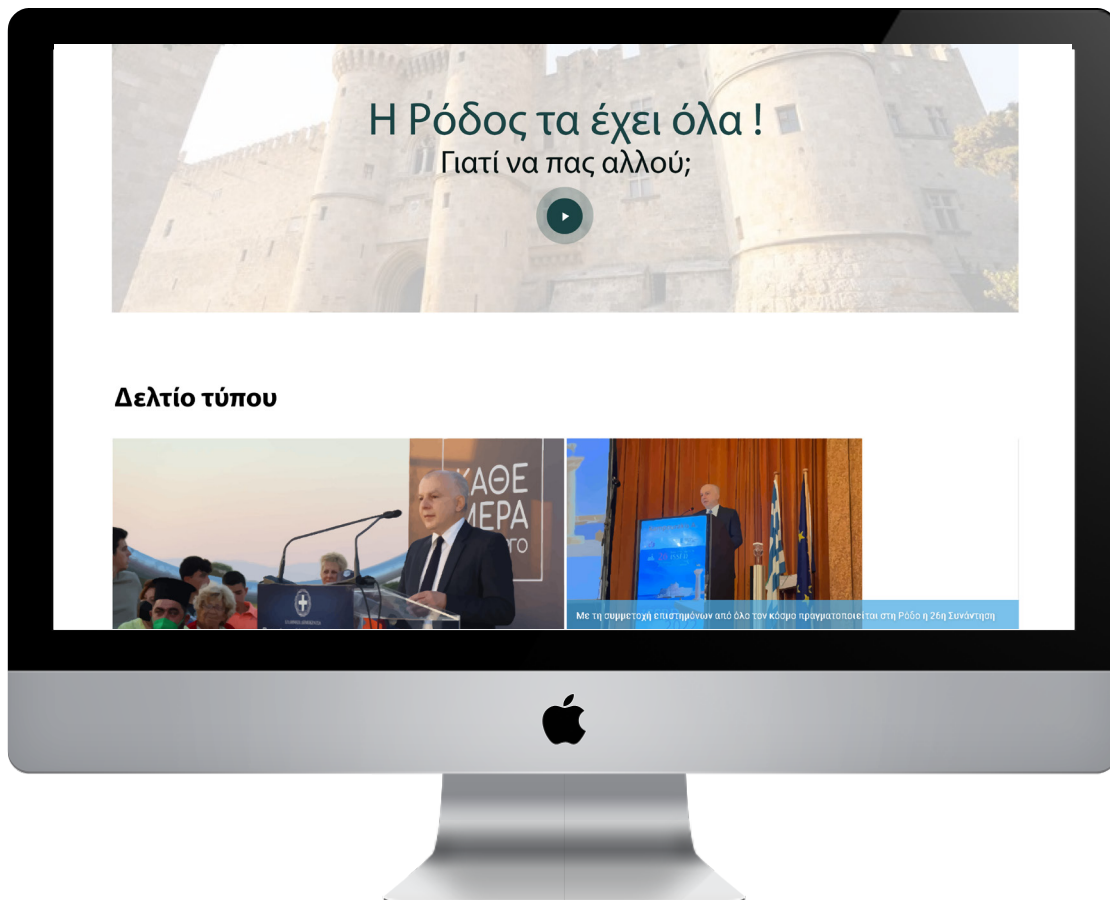 Η Ρόδος τα έχει όλα !
Γιατί να πας αλλού;
Δελτίο τύπου
ΚΑΘΕ
ΜΕΡΑ
Με τη συμμετοχή επιστημόνων από όλο τον κόσμο πραγματοποιείται στη Ρόδο η 26η Συνάντηση